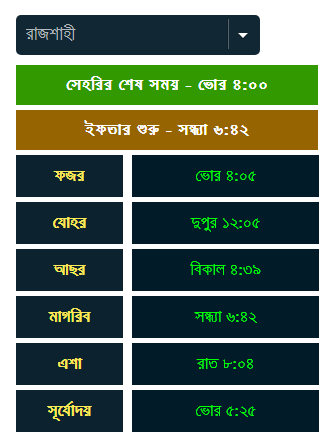 রাজশাহী
সেহরির শেষ সময় - ভোর ৪:০০
ইফতার শুরু - সন্ধ্যা ৬:৪২
ফজর ভোর ৪:০৫
যোহর দুপুর ১২:০৫
আছর বিকাল ৪:৩৯
মাগরিব সন্ধ্যা ৬:৪২
এশা রাত ৮:০৪
সূর্যোদয় ভোর ৫:২৫